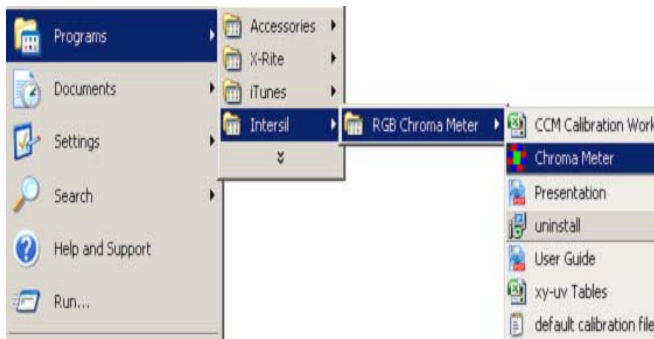 Programs
Documents
Settings
Search
Help and Support
Run...
Accessories
X-Rite
iTunes
Intersil
RGB Chroma Meter
CCM Calibration Work
Chroma Meter
Presentation
uninstall
User Guide
xy-uv Tables
default calibration file